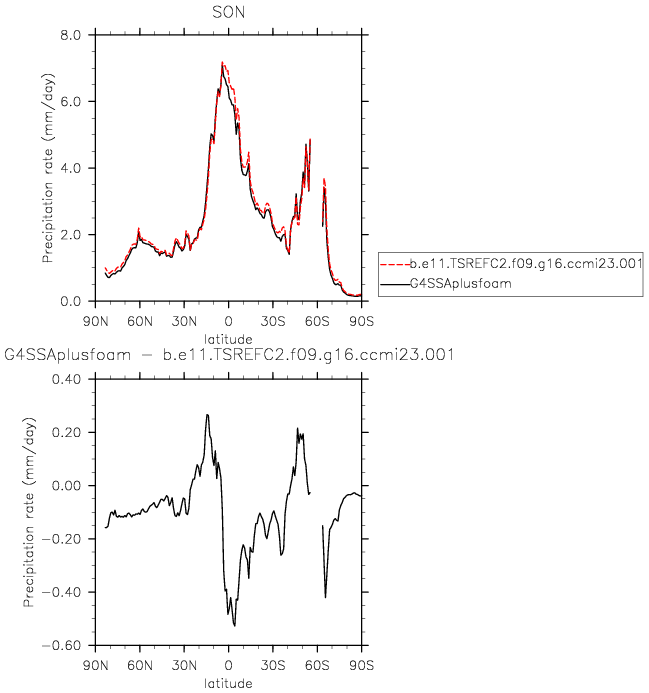 SON
8.0
6.0
4.0
2.0
0.0
Precipitation rate (mm/day)
90N 60N 30N 0 30S 60S 90S
latitude
b.e11.TSREFC2.f09.g16.ccmi23.001
G4SSAplusfoam
G4SSAplusfoam − b.e11.TSREFC2.f09.g16.ccmi23.001
0.40
0.20
0.00
−0.20
−0.40
−0.60
Precipitation rate (mm/day)
90N 60N 30N 0 30S 60S 90S
latitude